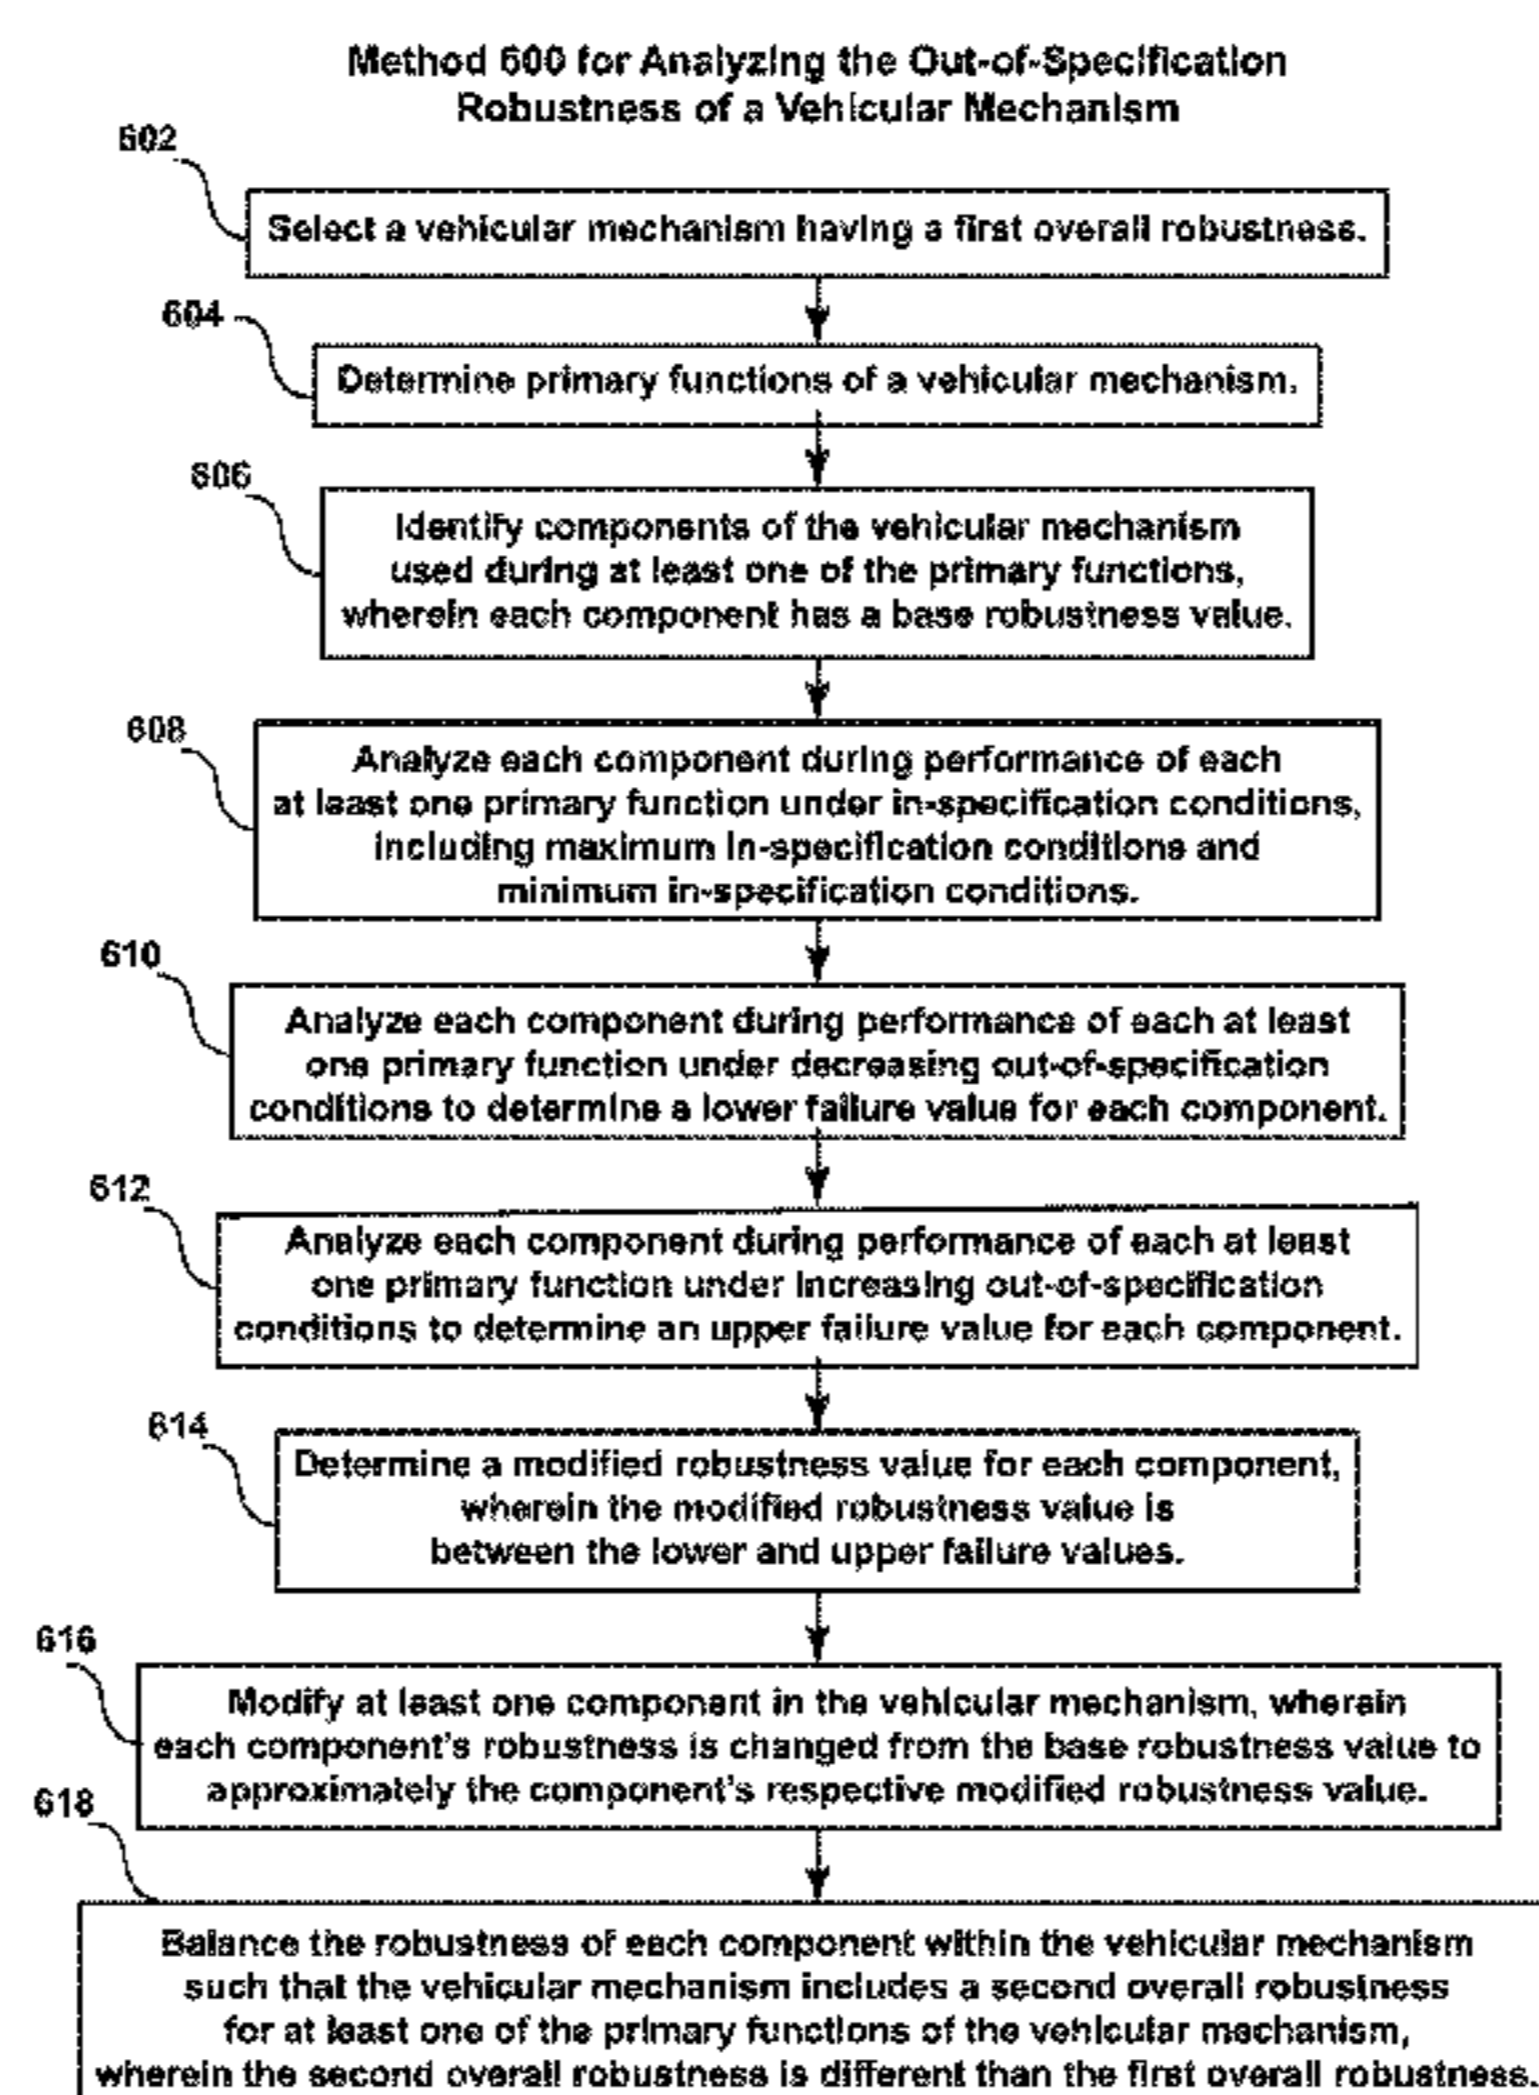 Method 600 for Analyzing the Out-of-Specification
Robustness of a Vehicular Mechanism
602
Select a vehicular mechanism having a first overall robustness.
604
Determine primary functions of a vehicular mechanism.
606
Identify components of the vehicular mechanism
used during at least one of the primary functions,
wherein each component has a base robustness value.
608
Analyze each component during performance of each
at least one primary function under in-specification conditions,
including maximum in-specification conditions and
minimum in-specification conditions.
610
Analyze each component during performance of each at least
one primary function under decreasing out-of-specification
conditions to determine a lower failure value for each component.
612
Analyze each component during performance of each at least
one primary function under increasing out-of-specification
conditions to determine an upper failure value for each component.
614
Determine a modified robustness value for each component,
wherein the modified robustness value is
between the lower and upper failure values.
616
Modify at least one component in the vehicular mechanism, wherein
each component's robustness is changed from the base robustness value to
approximately the component's respective modified robustness value.
618
Balance the robustness of each component within the vehicular mechanism
such that the vehicular mechanism includes a second overall robustness
for at least one of the primary functions of the vehicular mechanism,
wherein the second overall robustness is different than the first overall robustness.